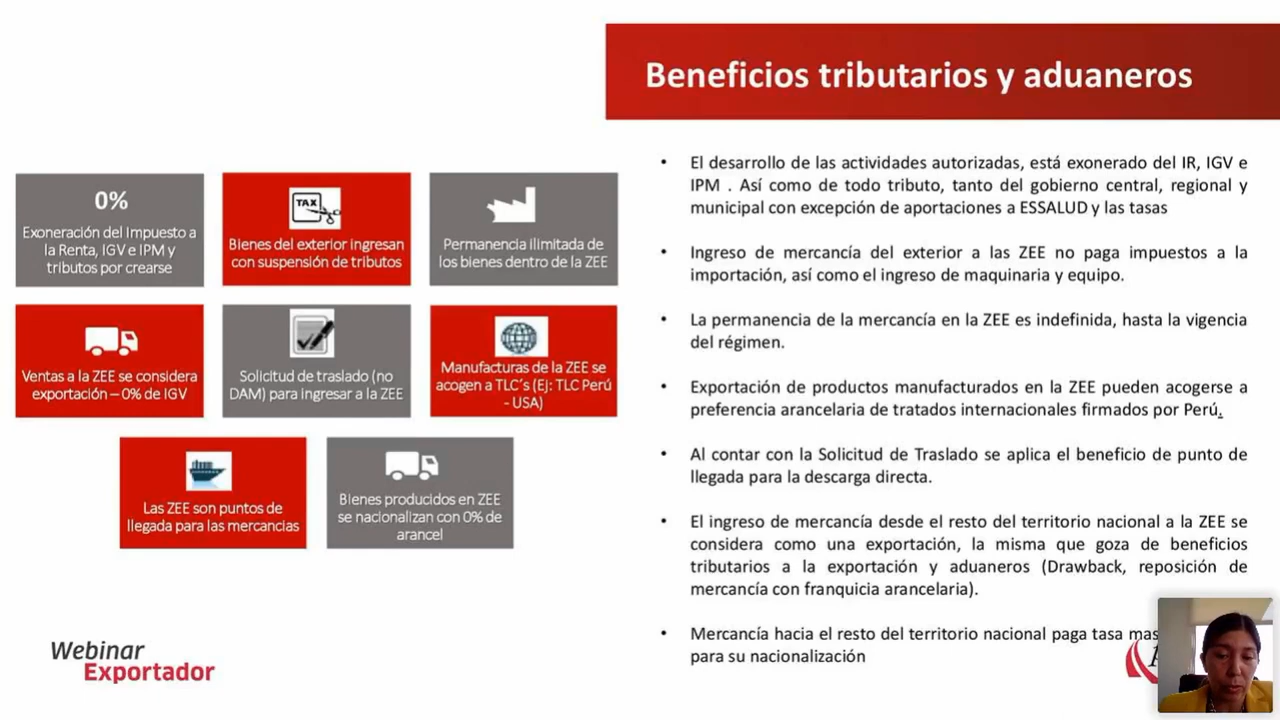 Beneficios tributarios y aduaneros
0%
Exoneración del Impuesto a
la Renta, IGV e IPM y
tributos por crearse
TAX
Bienes del exterior ingresan
con suspensión de tributos
Permanencia ilimitada de
los bienes dentro de la ZEE
Ventas a la ZEE se considera
exportación – 0% de IGV
Solicitud de traslado (no
DAM) para ingresar a la ZEE
Manufacturas de la ZEE se
acogen a TLC´s (Ej: TLC Perú
- USA)
Las ZEE son puntos de
llegada para las mercancias
Bienes producidos en ZEE
se nacionalizan con 0% de
arancel
• El desarrollo de las actividades autorizadas, está exonerado del IR, IGV e
IPM . Así como de todo tributo, tanto del gobierno central, regional y
municipal con excepción de aportaciones a ESSALUD y las tasas
• Ingreso de mercancía del exterior a las ZEE no paga impuestos a la
importación, así como el ingreso de maquinaria y equipo.
• La permanencia de la mercancía en la ZEE es indefinida, hasta la vigencia
del régimen.
• Exportación de productos manufacturados en la ZEE pueden acogerse a
preferencia arancelaria de tratados internacionales firmados por Perú.
• Al contar con la Solicitud de Traslado se aplica el beneficio de punto de
llegada para la descarga directa.
• El ingreso de mercancía desde el resto del territorio nacional a la ZEE se
considera como una exportación, la misma que goza de beneficios
tributarios a la exportación y aduaneros (Drawback, reposición de
mercancía con franquicia arancelaria).
• Mercancía hacia el resto del territorio nacional paga tasa mas
para su nacionalización
Webinar
Exportador